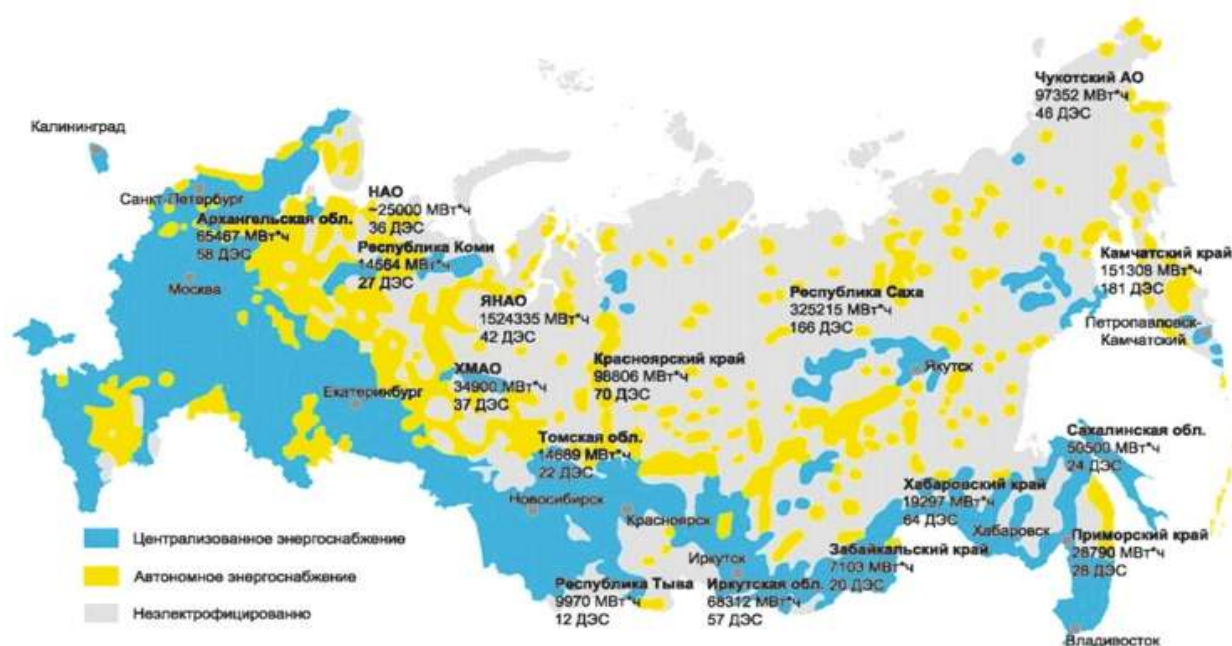 Чукотский АО
97352 МВт*ч
46 ДЭС
Калининград
Санкт-Петербург
НАО
~25000 МВт*ч
36 ДЭС
Архангельская обл.
65467 МВт*ч
58 ДЭС
Республика Коми
14564 МВт*ч
27 ДЭС
Москва
Камчатский край
151308 МВт*ч
181 ДЭС
Петропавловск-
Камчатский
ЯНАО
1524335 МВт*ч
42 ДЭС
Республика Саха
325215 МВт*ч
166 ДЭС
Якутск
ХМАО
34900 МВт*ч
37 ДЭС
Красноярский край
98806 МВт*ч
70 ДЭС
Екатеринбург
Томская обл.
14689 МВт*ч
22 ДЭС
Сахалинская обл.
50500 МВт*ч
24 ДЭС
Новосибирск
Красноярск
Хабаровский край
19297 МВт*ч
64 ДЭС
Хабаровск
Приморский край
28790 МВт*ч
28 ДЭС
Иркутск
Забайкальский край
7103 МВт*ч
20 ДЭС
Республика Тыва
9970 МВт*ч
12 ДЭС
Иркутская обл.
68312 МВт*ч
57 ДЭС
Владивосток
Централизованное энергоснабжение
Автономное энергоснабжение
Неэлектрофицированно